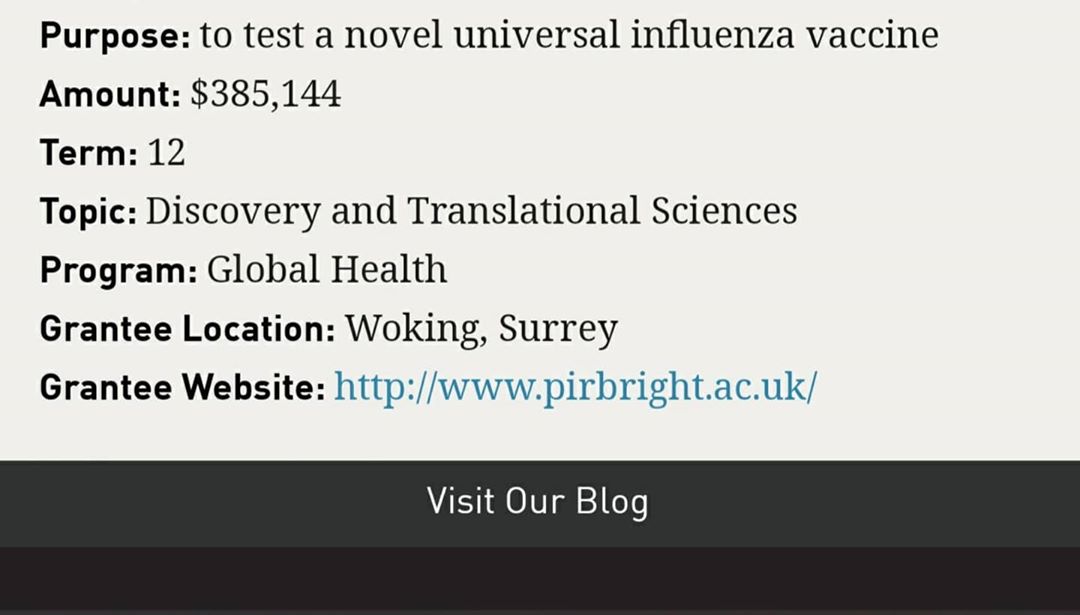 Purpose: to test a novel universal influenza vaccine
Amount: $385,144
Term: 12
Topic: Discovery and Translational Sciences
Program: Global Health
Grantee Location: Woking, Surrey
Grantee Website: http://www.pirbright.ac.uk/
Visit Our Blog